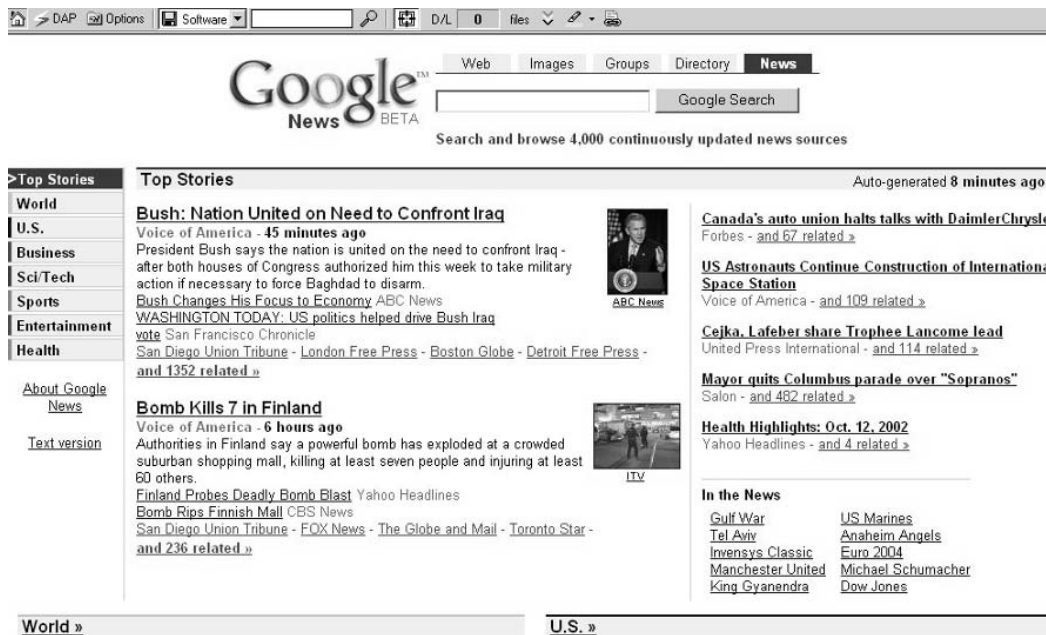 DAP Options Software D/L 0 files
Web Images Groups Directory News
Google™
News BETA
Google Search
Search and browse 4,000 continuously updated news sources
>Top Stories
World
U.S.
Business
Sci/Tech
Sports
Entertainment
Health
About Google
News
Text version
Top Stories
Auto-generated 8 minutes ago
Bush: Nation United on Need to Confront Iraq
Voice of America - 45 minutes ago
President Bush says the nation is united on the need to confront Iraq -
after both houses of Congress authorized him this week to take military
action if necessary to force Baghdad to disarm.
Bush Changes His Focus to Economy ABC News
WASHINGTON TODAY: US politics helped drive Bush Iraq
vote San Francisco Chronicle
San Diego Union Tribune - London Free Press - Boston Globe - Detroit Free Press -
and 1352 related »
ABC News
Bomb Kills 7 in Finland
Voice of America - 6 hours ago
Authorities in Finland say a powerful bomb has exploded at a crowded
suburban shopping mall, killing at least seven people and injuring at least
60 others.
Finland Probes Deadly Bomb Blast Yahoo Headlines
Bomb Rips Finnish Mall CBS News
San Diego Union Tribune - FOX News - The Globe and Mail - Toronto Star -
and 236 related »
ITV
Canada's auto union halts talks with DaimlerChrysle
Forbes - and 67 related »
US Astronauts Continue Construction of Internationa
Space Station
Voice of America - and 109 related »
Cejka, Lafeber share Trophee Lancome lead
United Press International - and 114 related »
Mayor quits Columbus parade over "Sopranos"
Salon - and 482 related »
Health Highlights: Oct. 12, 2002
Yahoo Headlines - and 4 related »
In the News
Gulf War US Marines
Tel Aviv Anaheim Angels
Invensys Classic Euro 2004
Manchester United Michael Schumacher
King Gyanendra Dow Jones
World » U.S. »